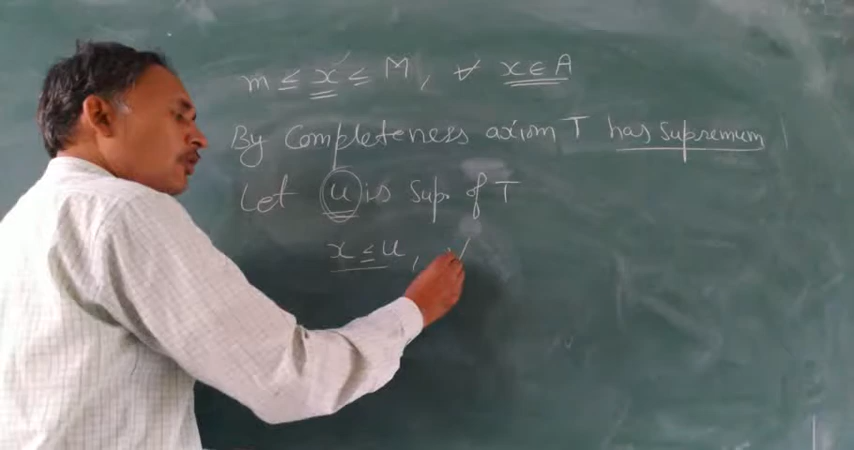 m ≤ x ≤ M, ∀ x ∈ A
By Completeness axiom T has Supremum
Let u is Sup. of T
x ≤ u, ∀